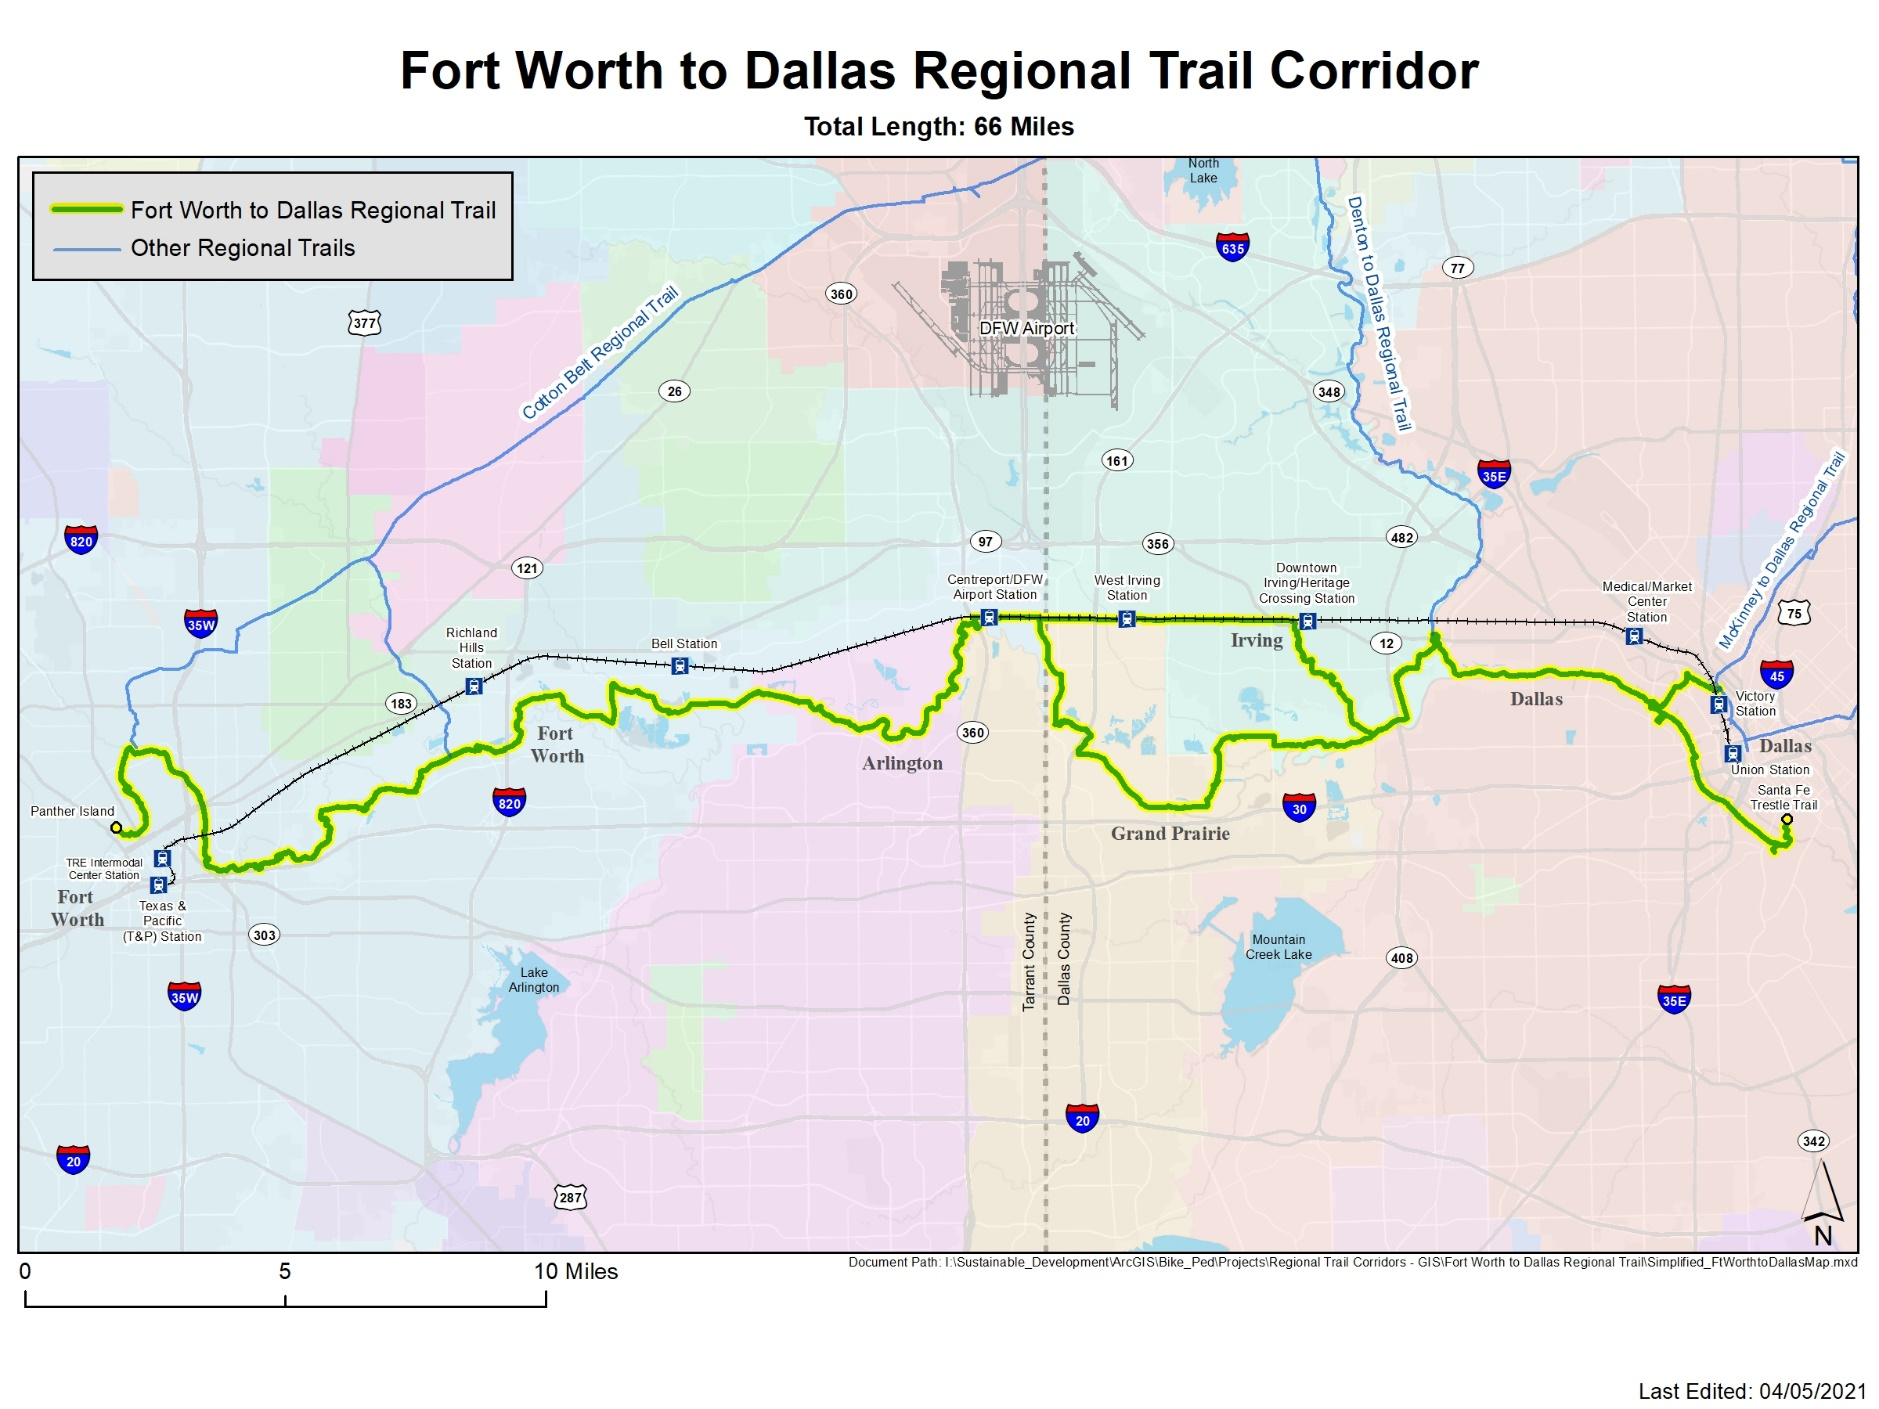 Fort Worth to Dallas Regional Trail Corridor
Total Length: 66 Miles
Fort Worth to Dallas Regional Trail
Other Regional Trails
North
Lake
635
77
360
377
DFW Airport
Denton to Dallas Regional Trail
Cotton Belt Regional Trail
26
348
161
35E
McKinney to Dallas Regional Trail
820
97
356
482
121
Centreport/DFW
Airport Station
West Irving
Station
Downtown
Irving/Heritage
Crossing Station
Medical/Market
Center
Station
75
35W
Richland
Hills
Station
Bell Station
Irving
12
45
183
Victory
Station
Dallas
360
Fort
Worth
Arlington
Dallas
Union Station
Santa Fe
Trestle Trail
Panther Island
820
30
Grand Prairie
TRE Intermodal
Center Station
Fort
Worth
Texas &
Pacific
(T&P) Station
303
Tarrant County
Dallas County
Mountain
Creek Lake
408
Lake
Arlington
35W
35E
20
20
342
287
N
0 5 10 Miles
Document Path: I:\Sustainable_Development\ArcGIS\Bike_Ped\Projects\Regional Trail Corridors - GIS\Fort Worth to Dallas Regional Trail\Simplified_FtWorthtoDallasMap.mxd
Last Edited: 04/05/2021